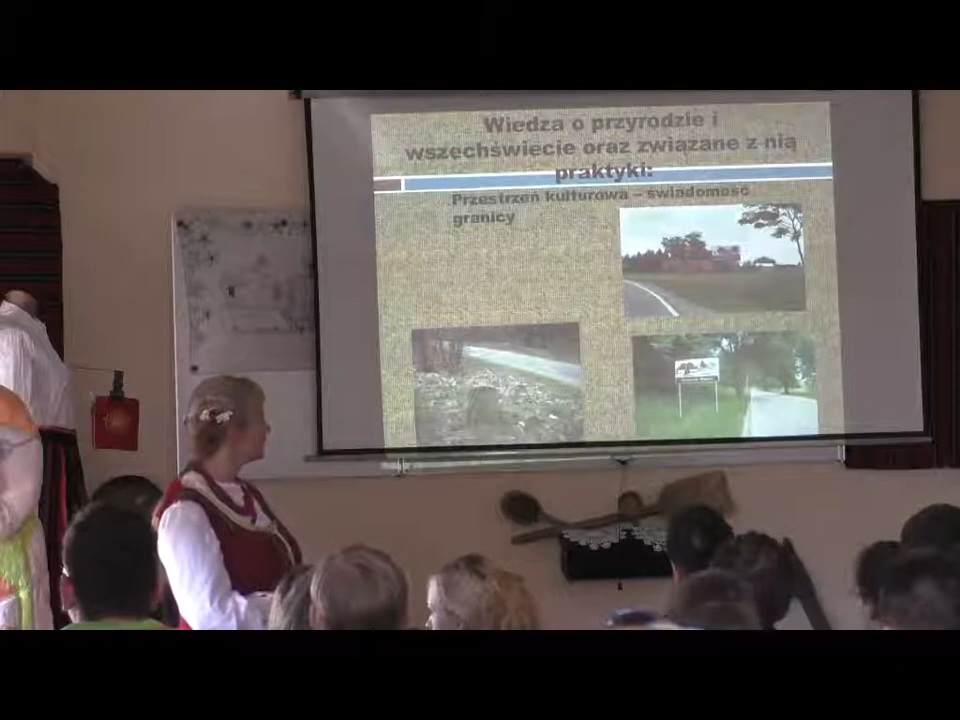 Wiedza o przyrodzie i
wszechświecie oraz związane z nią
praktyki:
Przestrzeń kulturowa – świadomość
granicy